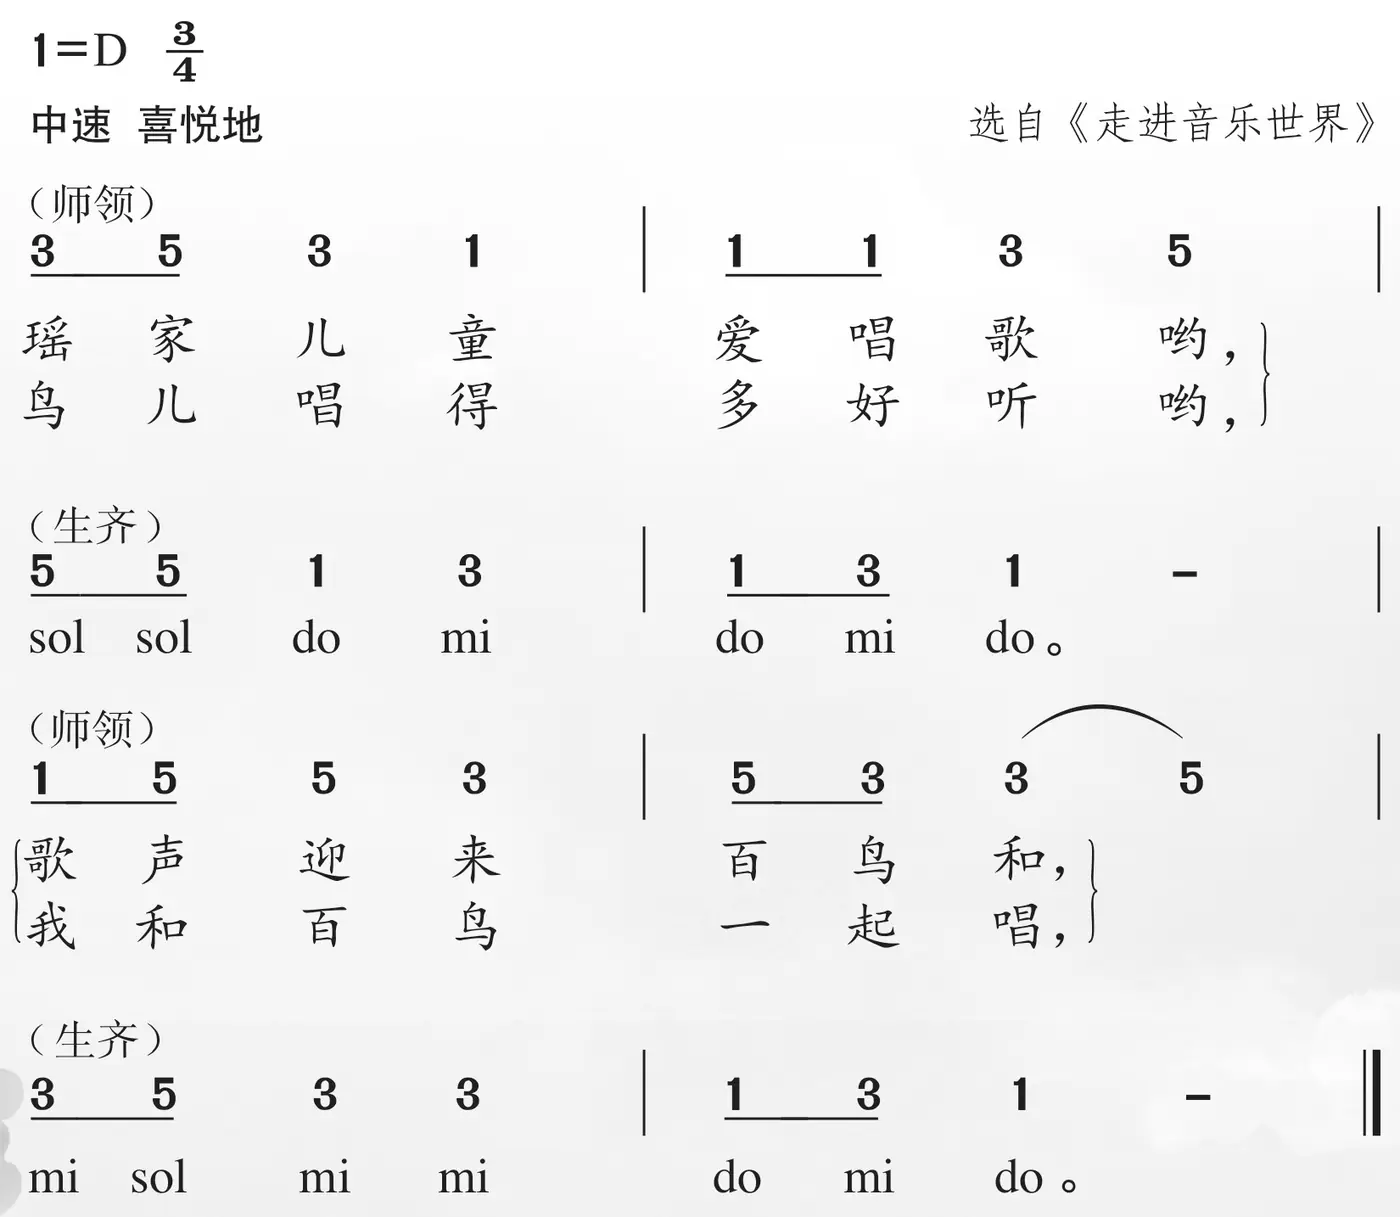 1=D 3/4
中速 喜悦地 选自《走进音乐世界》
（师领）
3 5 3 1 | 1 1 3 5 |
瑶 家 儿 童 爱 唱 歌 哟，
鸟 儿 唱 得 多 好 听 哟，
（生齐）
5 5 1 3 | 1 3 1 - |
sol sol do mi do mi do。
（师领）
1 5 5 3 | 5 3 3 5 |
歌 声 迎 来 百 鸟 和，
我 和 百 鸟 一 起 唱，
（生齐）
3 5 3 3 | 1 3 1 - ‖
mi sol mi mi do mi do。